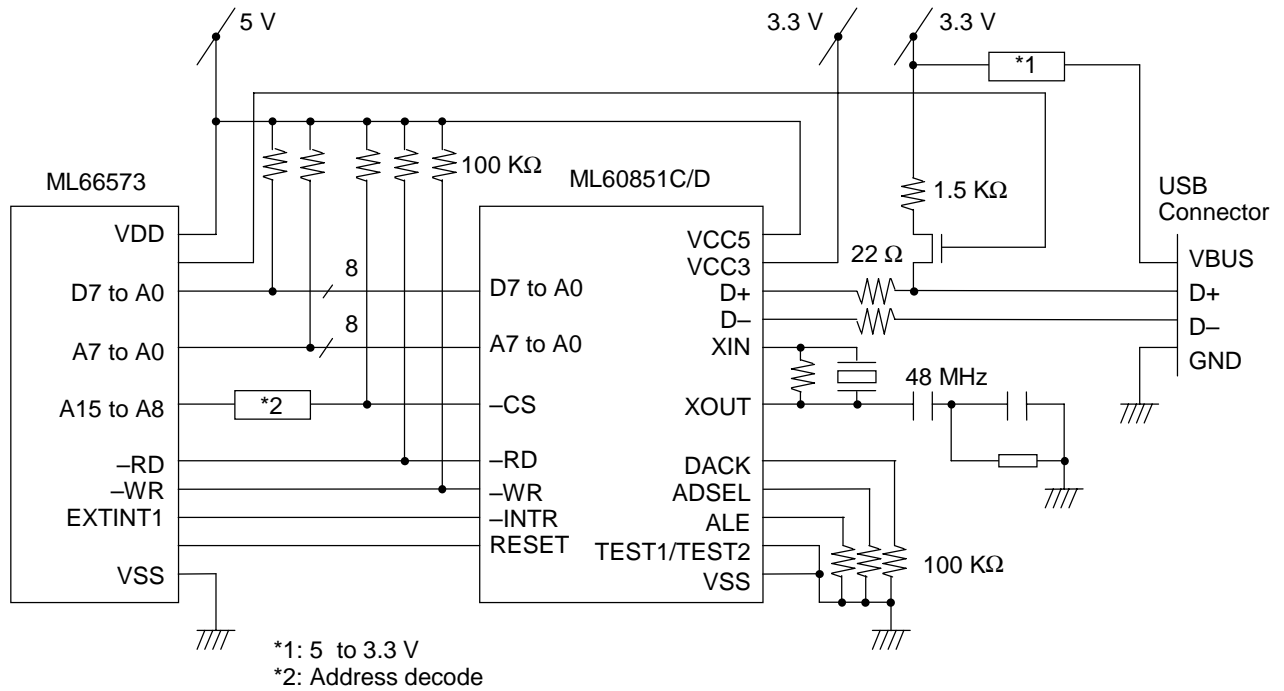 5 V
3.3 V
3.3 V
*1
100 KΩ
ML66573
ML60851C/D
1.5 KΩ
USB
Connector
VDD
D7 to A0
A7 to A0
A15 to A8
–RD
–WR
EXTINT1
VSS
8
8
*2
D7 to A0
A7 to A0
–CS
–RD
–WR
–INTR
RESET
VCC5
VCC3
D+
D–
XIN
XOUT
DACK
ADSEL
ALE
TEST1/TEST2
VSS
22 Ω
48 MHz
100 KΩ
VBUS
D+
D–
GND
*1: 5 to 3.3 V
*2: Address decode